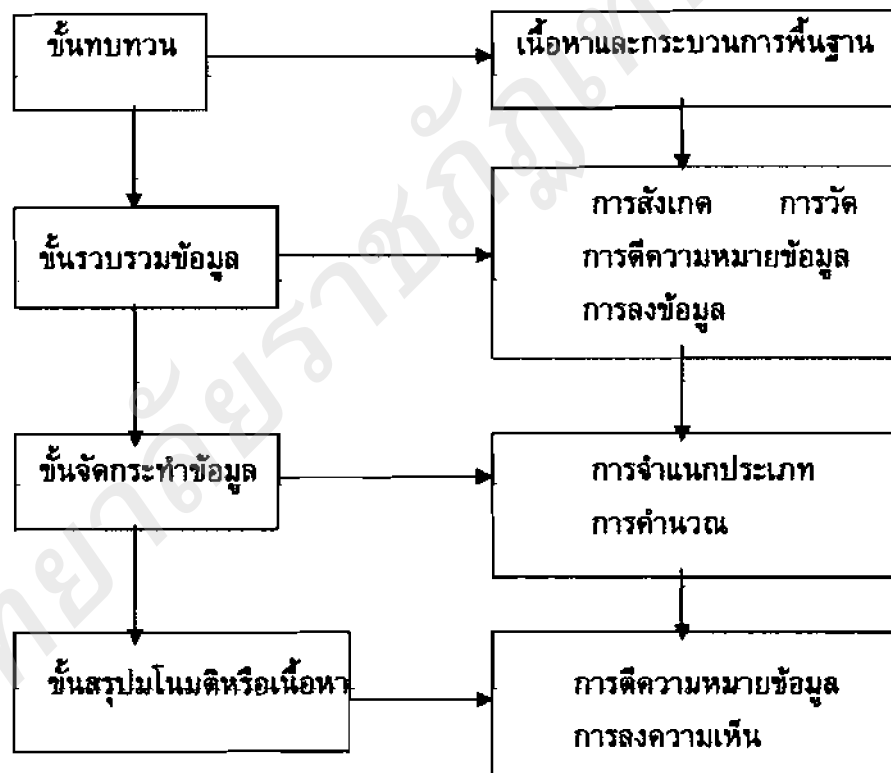 ขั้นทบทวน
เนื้อหาและกระบวนการพื้นฐาน
การสังเกต การวัด
ขั้นรวบรวมข้อมูล
การตีความหมายข้อมูล
การลงข้อมูล
ขั้นจัดกระทำข้อมูล
การจำแนกประเภท
การคำนวณ
ขั้นสรุปมโนมติหรือเนื้อหา
การตีความหมายข้อมูล
การลงความเห็น